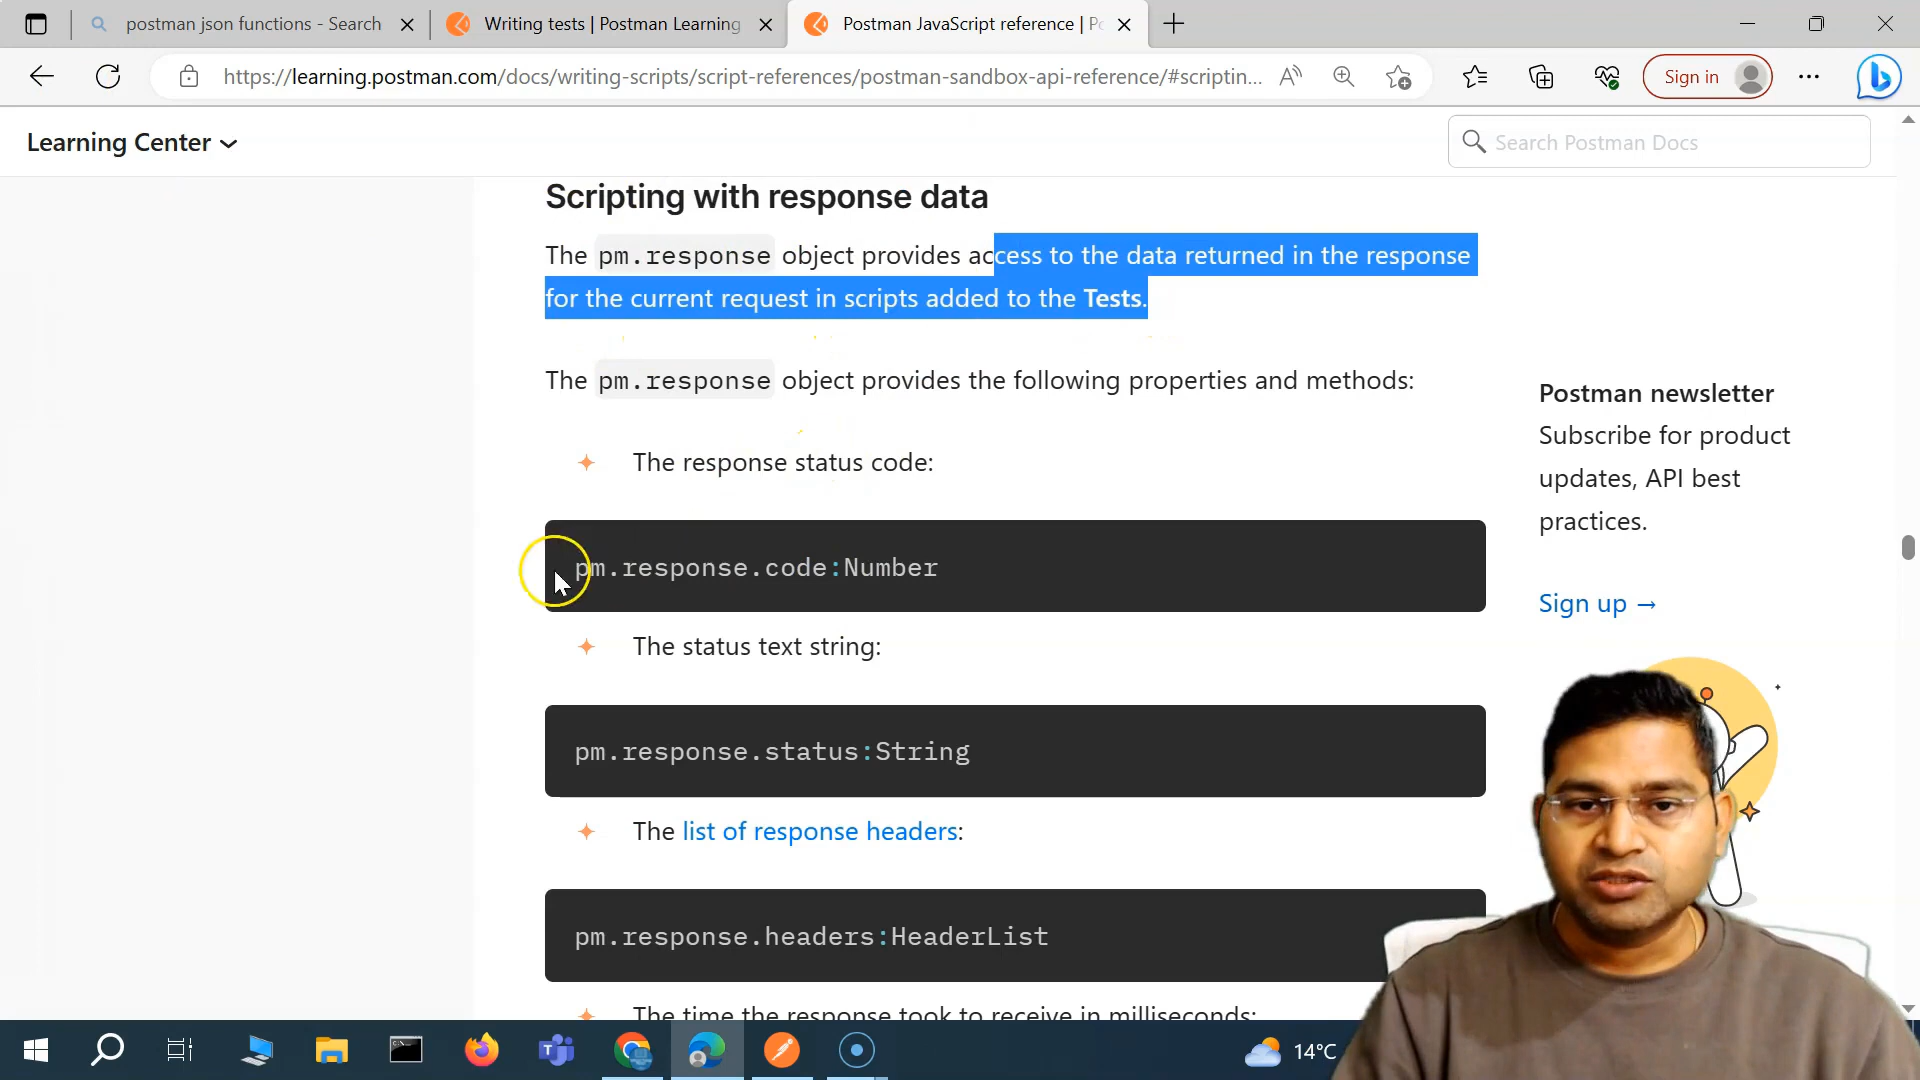 postman json functions - Search
Writing tests | Postman Learning
Postman JavaScript reference | Po
https://learning.postman.com/docs/writing-scripts/script-references/postman-sandbox-api-reference/#scriptin...
Sign in
Learning Center
Search Postman Docs
Scripting with response data
The pm.response object provides access to the data returned in the response
for the current request in scripts added to the Tests.
The pm.response object provides the following properties and methods:
The response status code:
pm.response.code:Number
The status text string:
pm.response.status:String
The list of response headers:
pm.response.headers:HeaderList
The time the response took to receive in milliseconds:
Postman newsletter
Subscribe for product
updates, API best
practices.
Sign up →
14°C